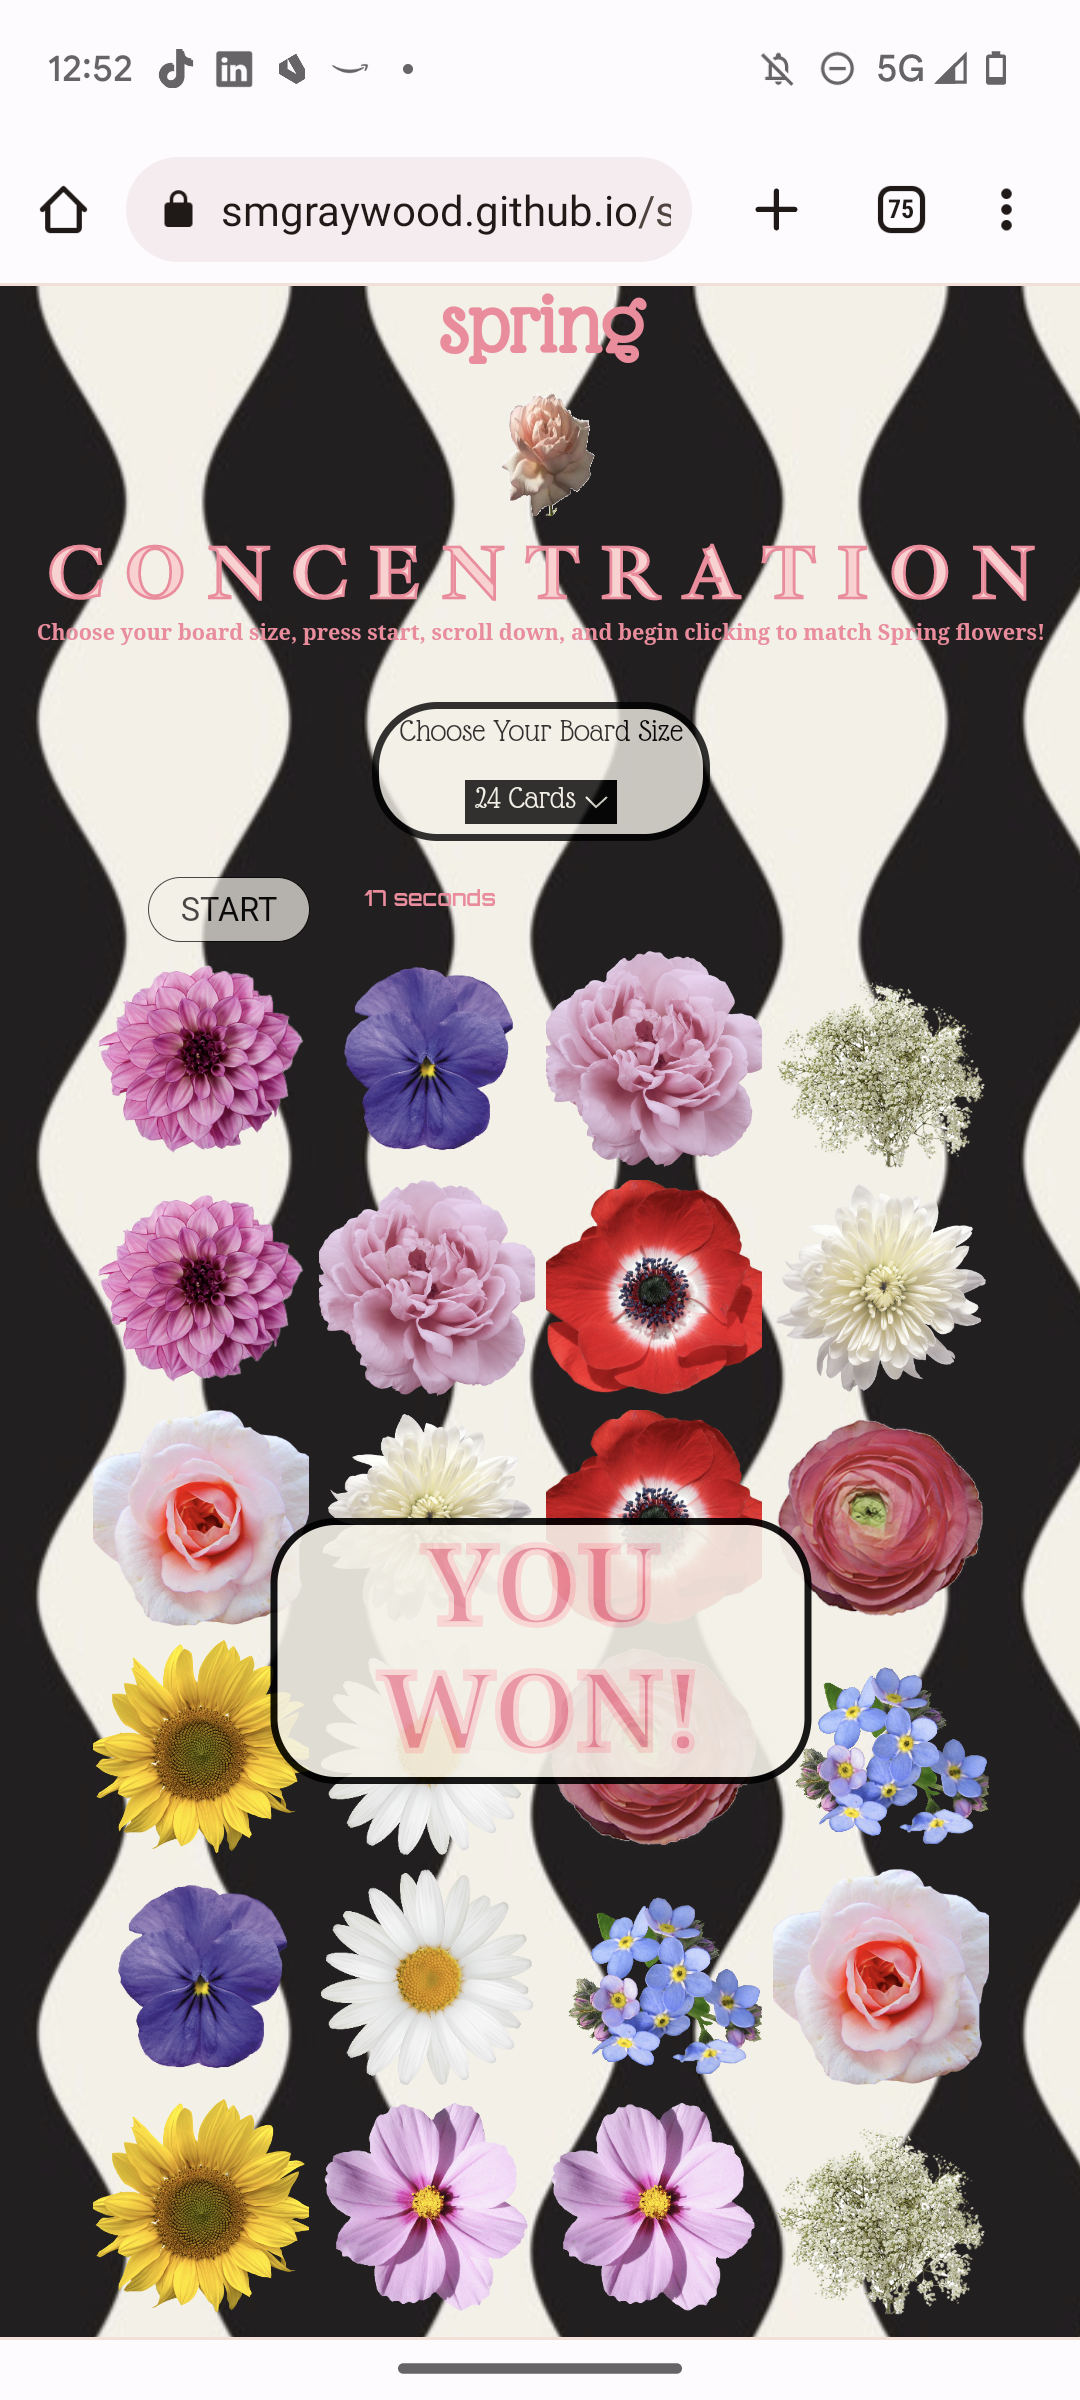 12:52
5G
smgraywood.github.io/s
75
spring
CONCENTRATION
Choose your board size, press start, scroll down, and begin clicking to match Spring flowers!
Choose Your Board Size
24 Cards
START
17 seconds
YOU
WON!